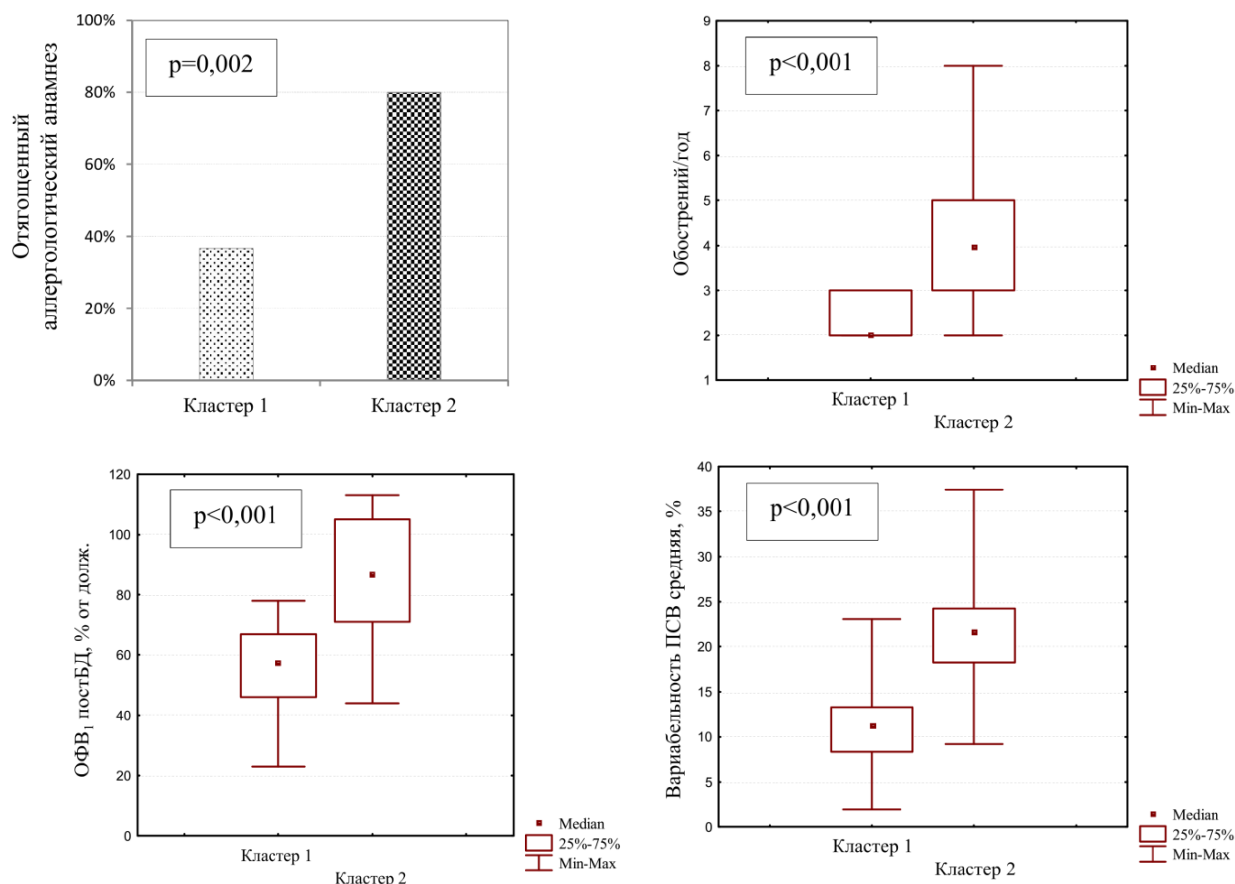 Отягощенный
аллергологический анамнез
100%
80%
60%
40%
20%
0%
p=0,002
Кластер 1
Кластер 2
Обострений/год
9
8
7
6
5
4
3
2
1
p<0,001
Кластер 1
Кластер 2
Median
25%-75%
Min-Max
ОФВ₁ постБД, % от долж.
120
100
80
60
40
20
0
p<0,001
Кластер 1
Кластер 2
Median
25%-75%
Min-Max
Вариабельность ПСВ средняя, %
40
35
30
25
20
15
10
5
0
p<0,001
Кластер 1
Кластер 2
Median
25%-75%
Min-Max